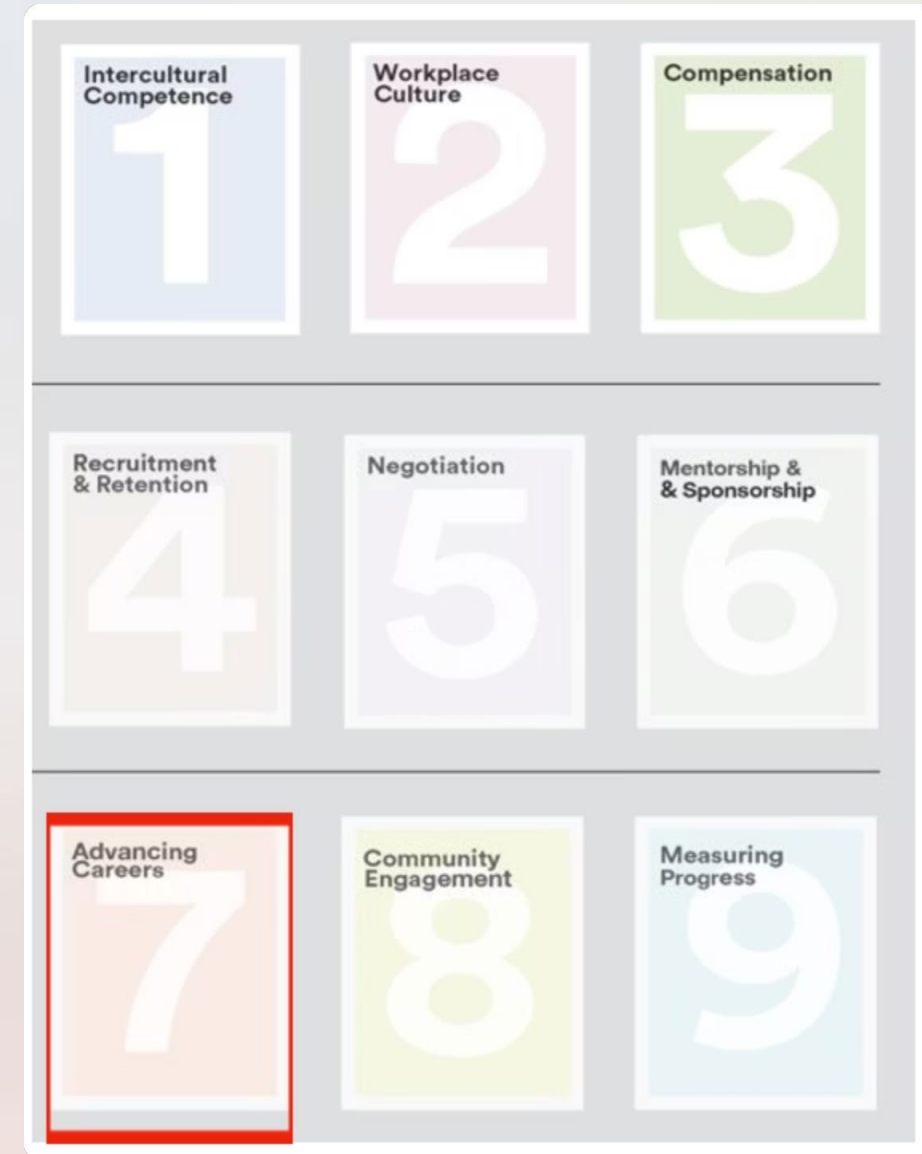 Intercultural
Competence
1
Workplace
Culture
2
Compensation
3
Recruitment
& Retention
4
Negotiation
5
Mentorship &
& Sponsorship
6
Advancing
Careers
7
Community
Engagement
8
Measuring
Progress
9